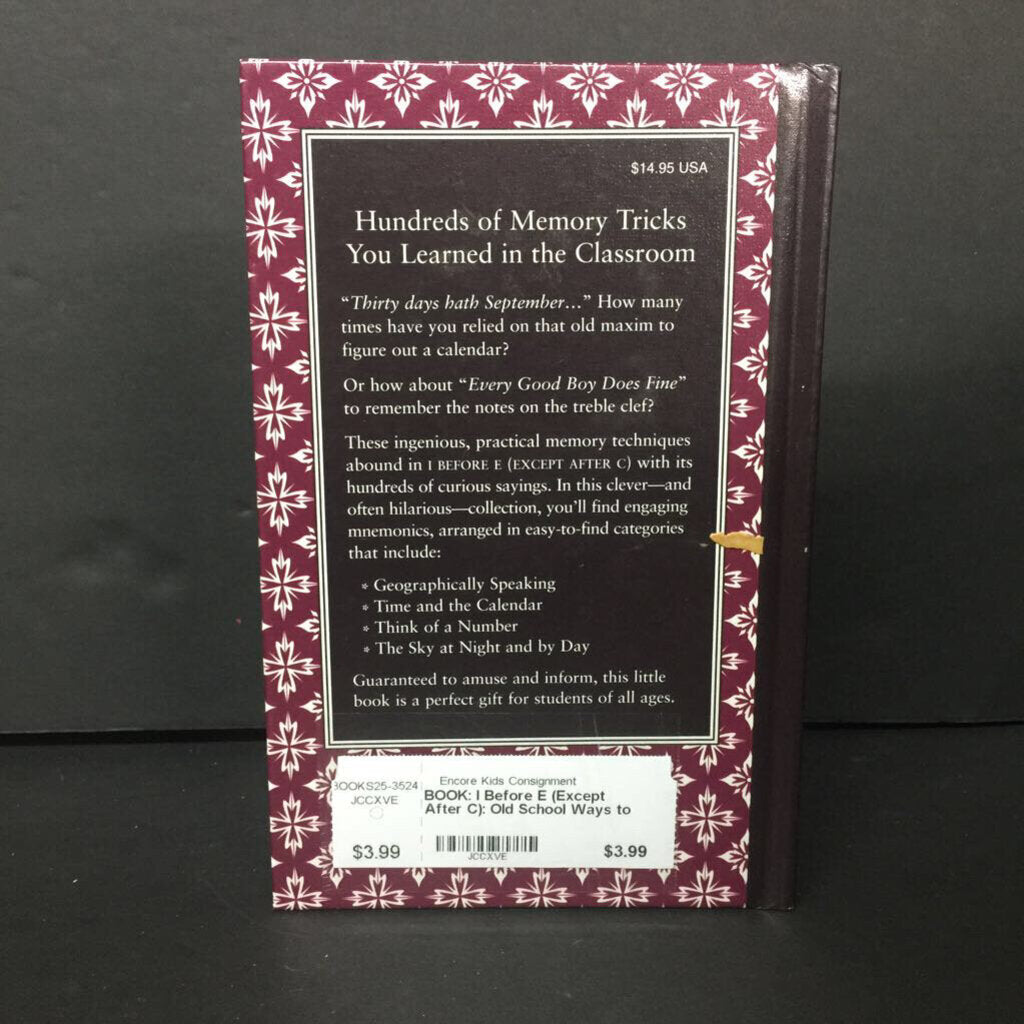 $14.95 USA
Hundreds of Memory Tricks
You Learned in the Classroom
“Thirty days hath September…” How many
times have you relied on that old maxim to
figure out a calendar?
Or how about “Every Good Boy Does Fine”
to remember the notes on the treble clef?
These ingenious, practical memory techniques
abound in I BEFORE E (EXCEPT AFTER C) with its
hundreds of curious sayings. In this clever—and
often hilarious—collection, you’ll find engaging
mnemonics, arranged in easy-to-find categories
that include:
* Geographically Speaking
* Time and the Calendar
* Think of a Number
* The Sky at Night and by Day
Guaranteed to amuse and inform, this little
book is a perfect gift for students of all ages.
BOOKS25-3524
JCCXVE
$3.99
Encore Kids Consignment
BOOK: I Before E (Except
After C): Old School Ways to
JCCXVE
$3.99